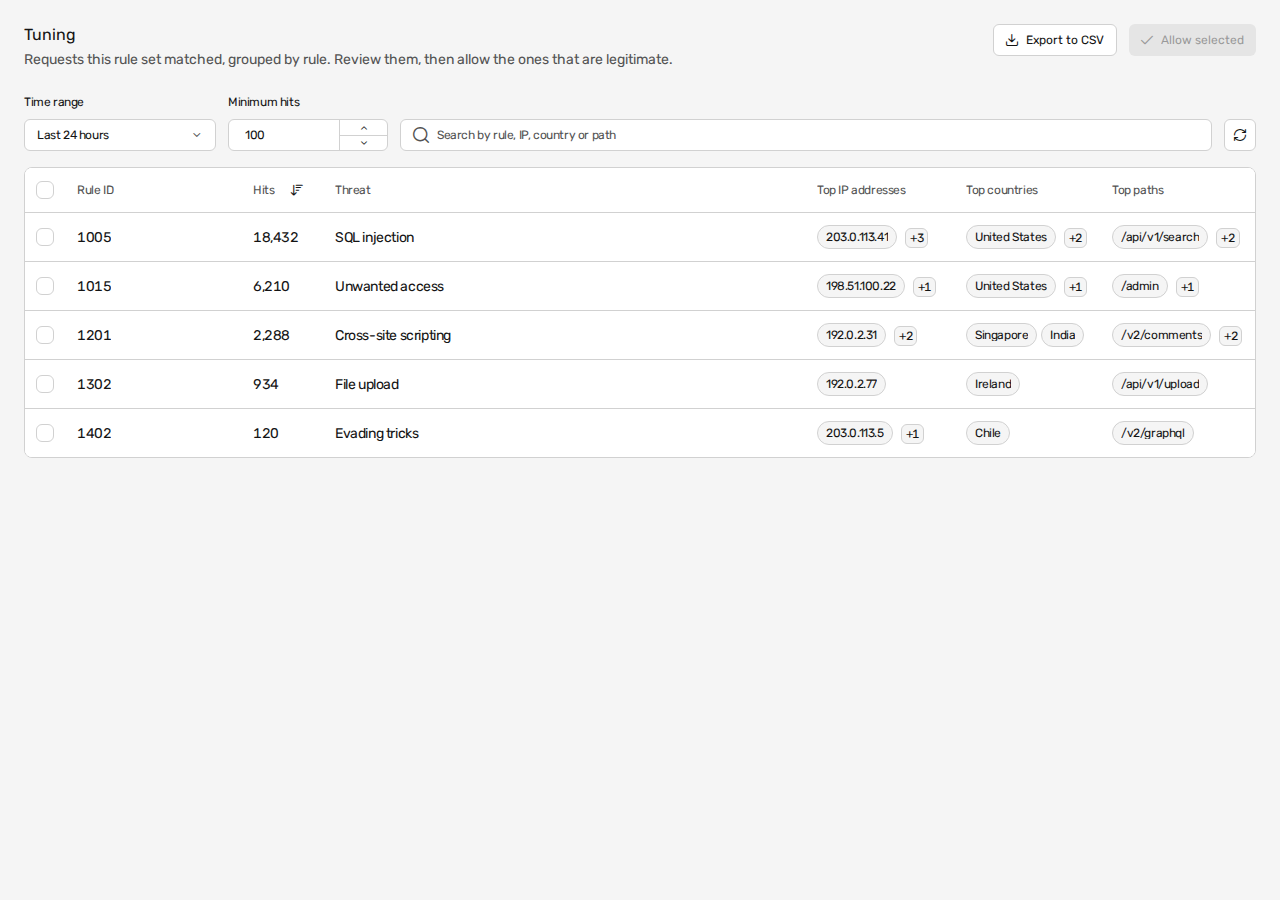 Tuning
Requests this rule set matched, grouped by rule. Review them, then allow the ones that are legitimate.
Export to CSV
Allow selected
Time range
Minimum hits
Last 24 hours
100
Search by rule, IP, country or path
Rule ID Hits Threat Top IP addresses Top countries Top paths
1005 18,432 SQL injection 203.0.113.41 +3 United States +2 /api/v1/search +2
1015 6,210 Unwanted access 198.51.100.22 +1 United States +1 /admin +1
1201 2,288 Cross-site scripting 192.0.2.31 +2 Singapore India /v2/comments +2
1302 934 File upload 192.0.2.77 Ireland /api/v1/upload
1402 120 Evading tricks 203.0.113.5 +1 Chile /v2/graphql